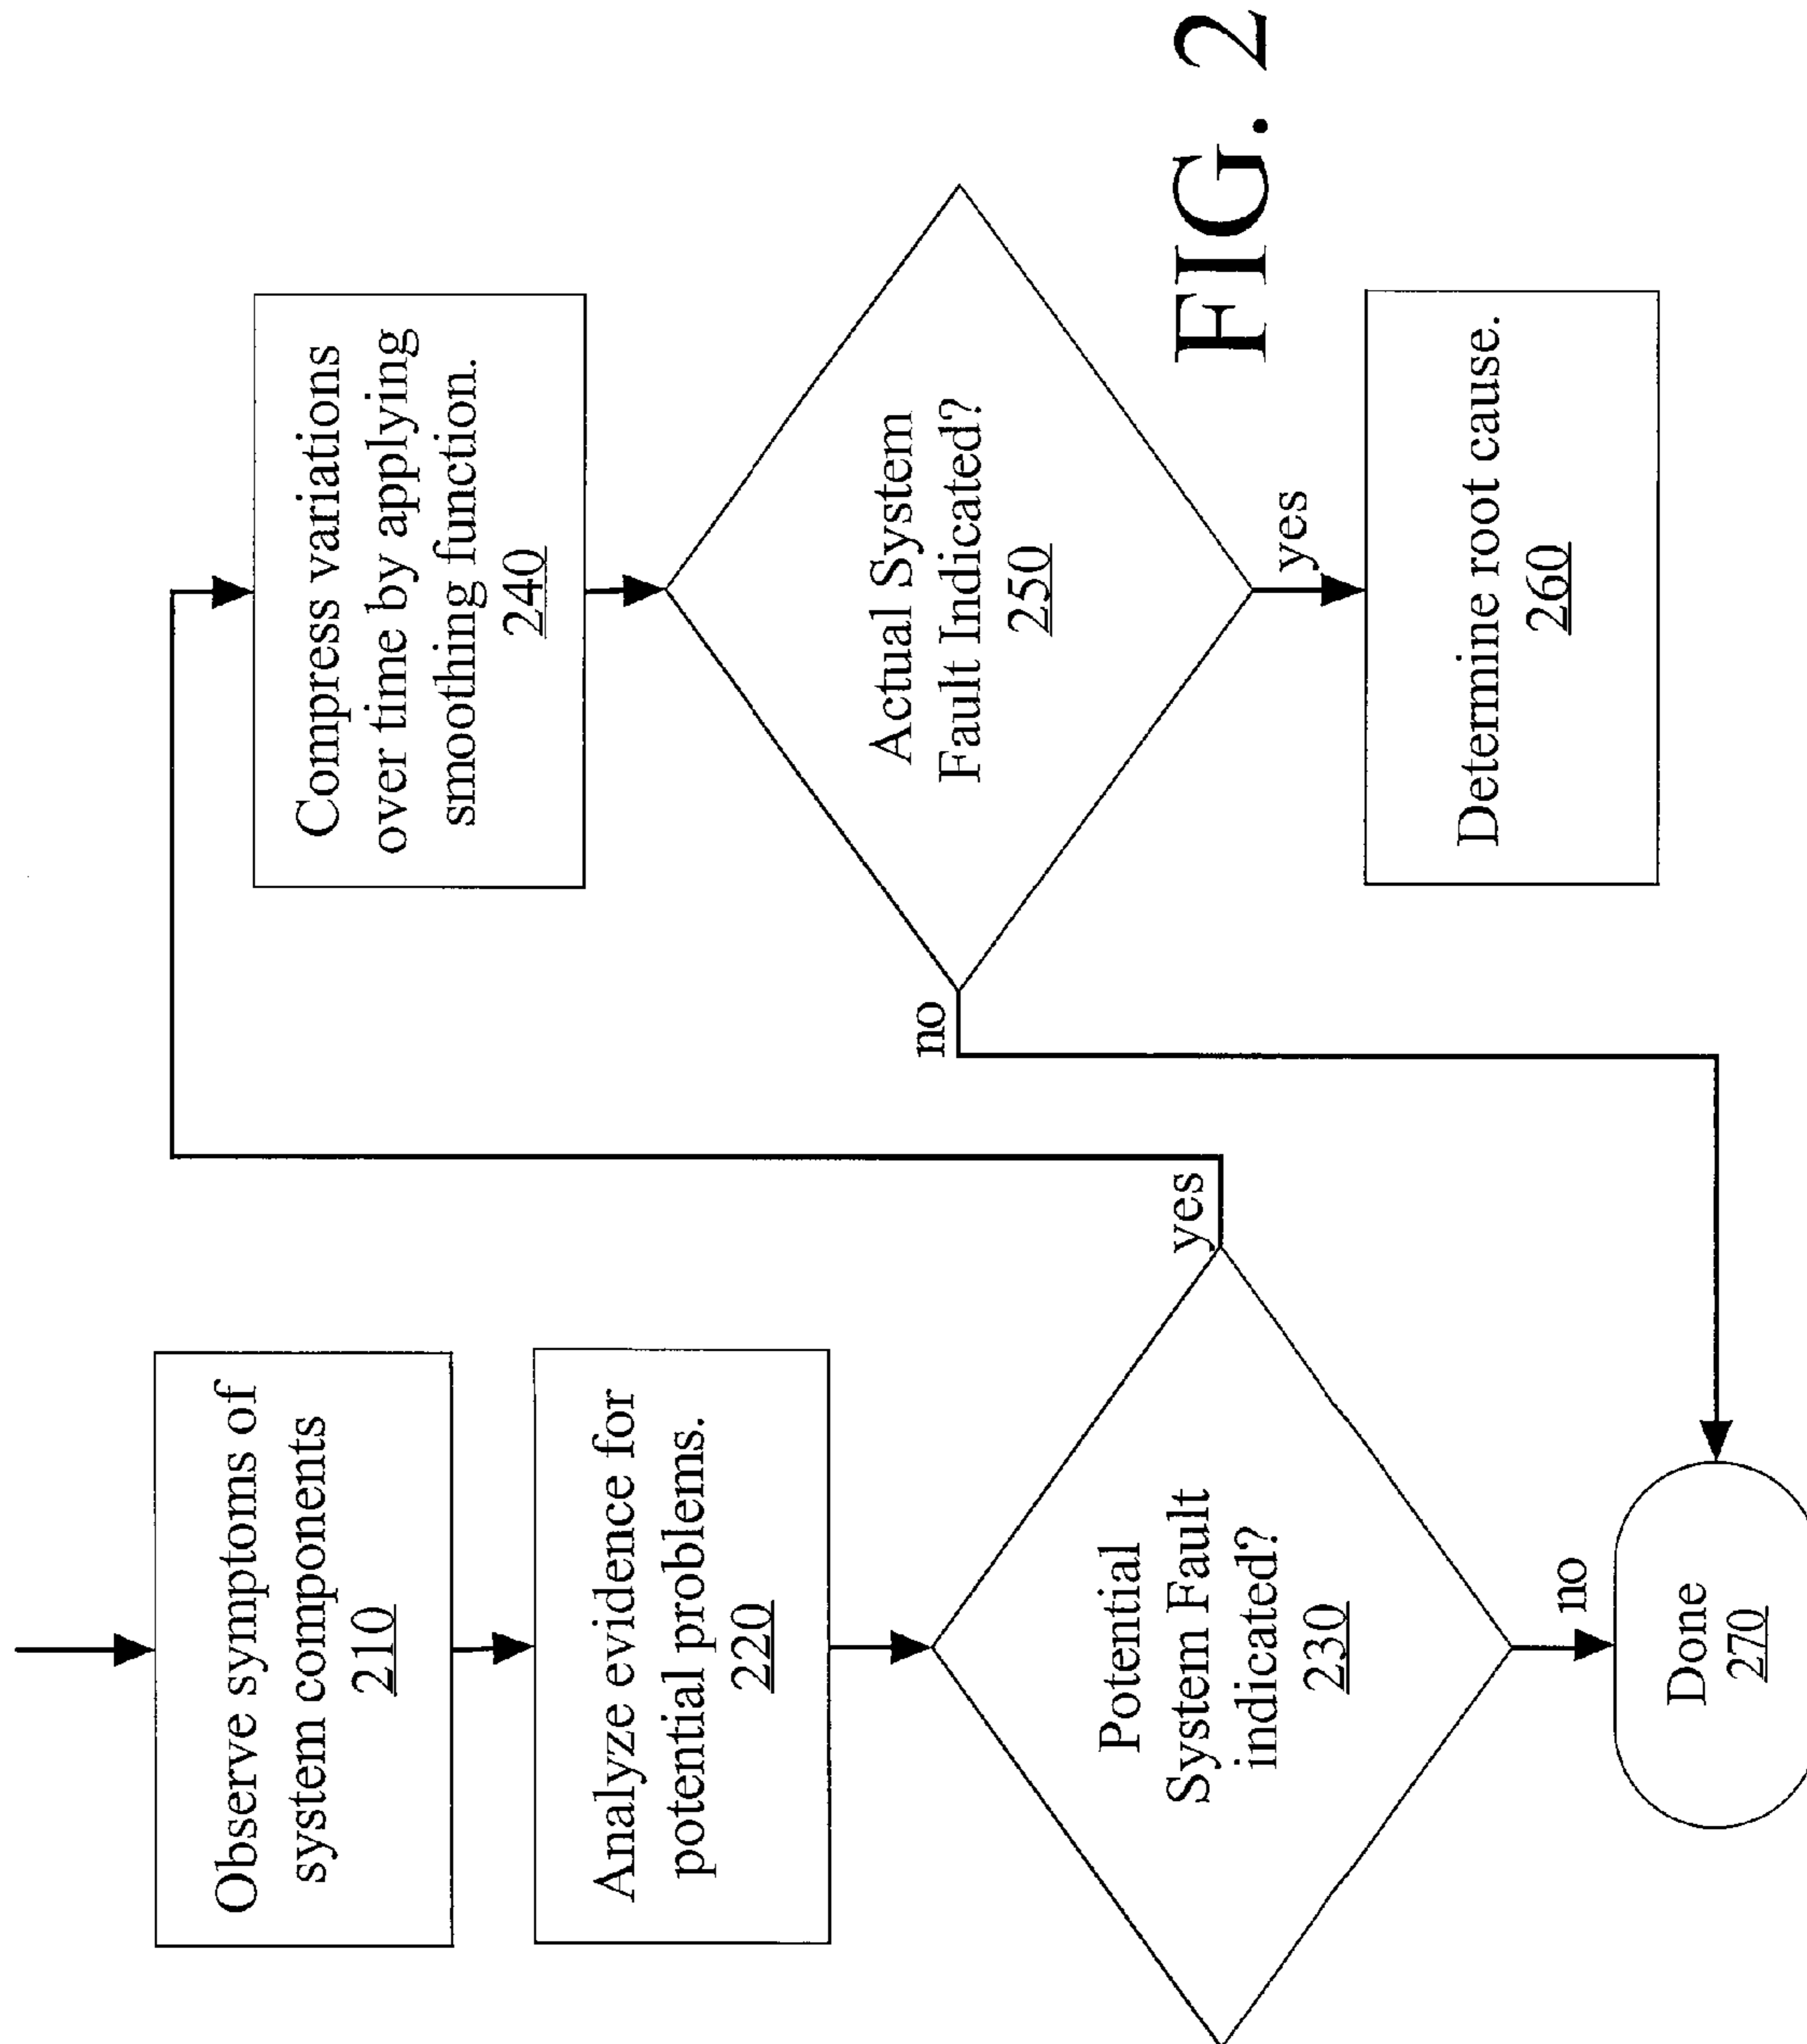 Observe symptoms of
system components
210
Analyze evidence for
potential problems.
220
Potential
System Fault
indicated?
230
yes
no
Done
270
Compress variations
over time by applying
smoothing function.
240
Actual System
Fault Indicated?
250
no
yes
Determine root cause.
260
FIG. 2